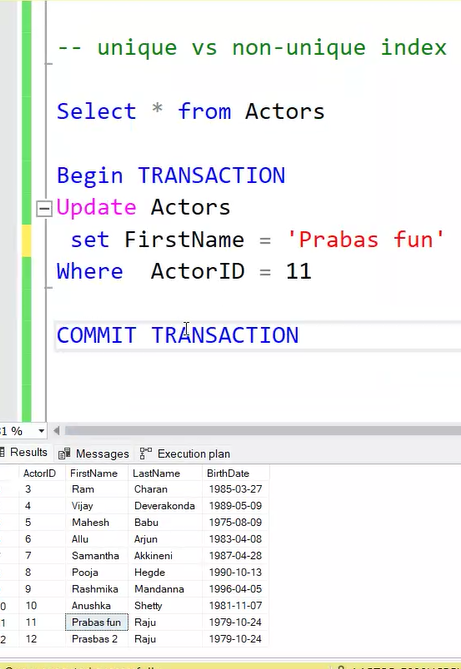 -- unique vs non-unique index
Select * from Actors
Begin TRANSACTION
Update Actors
set FirstName = 'Prabas fun'
Where ActorID = 11
COMMIT TRANSACTION
31 %
Results Messages Execution plan
ActorID FirstName LastName BirthDate
3 Ram Charan 1985-03-27
4 Vijay Deverakonda 1989-05-09
5 Mahesh Babu 1975-08-09
6 Allu Arjun 1983-04-08
7 Samantha Akkineni 1987-04-28
8 Pooja Hegde 1990-10-13
9 Rashmika Mandanna 1996-04-05
0 10 Anushka Shetty 1981-11-07
1 11 Prabas fun Raju 1979-10-24
2 12 Prasbas 2 Raju 1979-10-24